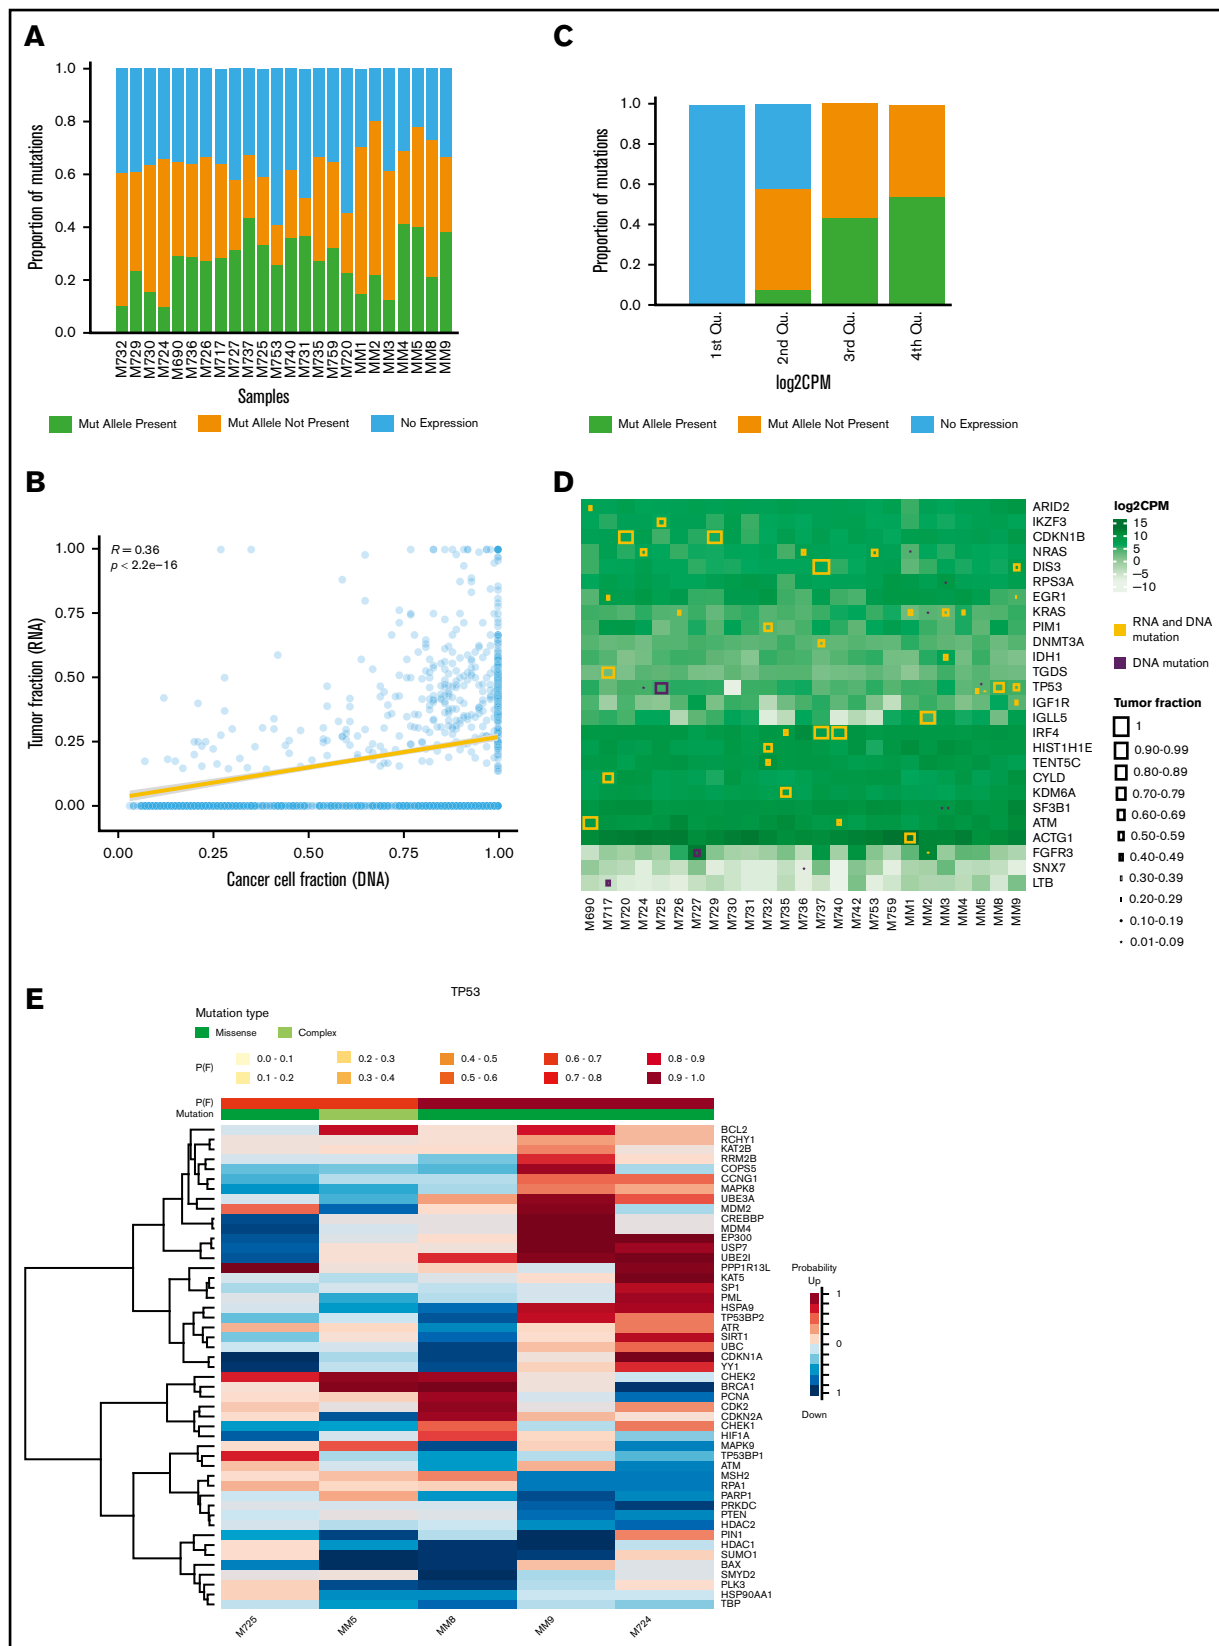 A
1.0
0.8
0.6
0.4
0.2
0.0
Proportion of mutations
M732
M729
M730
M724
M690
M736
M726
M717
M727
M737
M725
M753
M740
M731
M735
M759
M720
MM1
MM2
MM3
MM4
MM5
MM8
MM9
Samples
Mut Allele Present
Mut Allele Not Present
No Expression
C
1.0
0.8
0.6
0.4
0.2
0.0
Proportion of mutations
1st Qu.
2nd Qu.
3rd Qu.
4th Qu.
log2CPM
Mut Allele Present
Mut Allele Not Present
No Expression
B
R = 0.36
p < 2.2e−16
1.00
0.75
0.50
0.25
0.00
Tumor fraction (RNA)
0.00 0.25 0.50 0.75 1.00
Cancer cell fraction (DNA)
D
ARID2
IKZF3
CDKN1B
NRAS
DIS3
RPS3A
EGR1
KRAS
PIM1
DNMT3A
IDH1
TGDS
TP53
IGF1R
IGLL5
IRF4
HIST1H1E
TENT5C
CYLD
KDM6A
SF3B1
ATM
ACTG1
FGFR3
SNX7
LTB
M690
M717
M720
M724
M725
M726
M727
M729
M730
M731
M732
M735
M736
M737
M740
M742
M753
M759
MM1
MM2
MM3
MM4
MM5
MM8
MM9
log2CPM
15
10
5
0
−5
−10
RNA and DNA
mutation
DNA mutation
Tumor fraction
1
0.90-0.99
0.80-0.89
0.70-0.79
0.60-0.69
0.50-0.59
0.40-0.49
0.30-0.39
0.20-0.29
0.10-0.19
0.01-0.09
E
TP53
Mutation type
Missense
Complex
P(F)
0.0 - 0.1
0.2 - 0.3
0.4 - 0.5
0.6 - 0.7
0.8 - 0.9
0.1 - 0.2
0.3 - 0.4
0.5 - 0.6
0.7 - 0.8
0.9 - 1.0
P(F)
Mutation
BCL2
RCHY1
KAT2B
RRM2B
COPS5
CCNG1
MAPK8
UBE3A
MDM2
CREBBP
MDM4
EP300
USP7
UBE2I
PPP1R13L
KAT5
SP1
PML
HSPA9
TP53BP2
ATR
SIRT1
UBC
CDKN1A
YY1
CHEK2
BRCA1
PCNA
CDK2
CDKN2A
CHEK1
HIF1A
MAPK9
TP53BP1
ATM
MSH2
RPA1
PARP1
PRKDC
PTEN
HDAC2
PIN1
HDAC1
SUMO1
BAX
SMYD2
PLK3
HSP90AA1
TBP
M725
MM5
MM8
MM9
M724
Probability
Up
1
0
1
Down